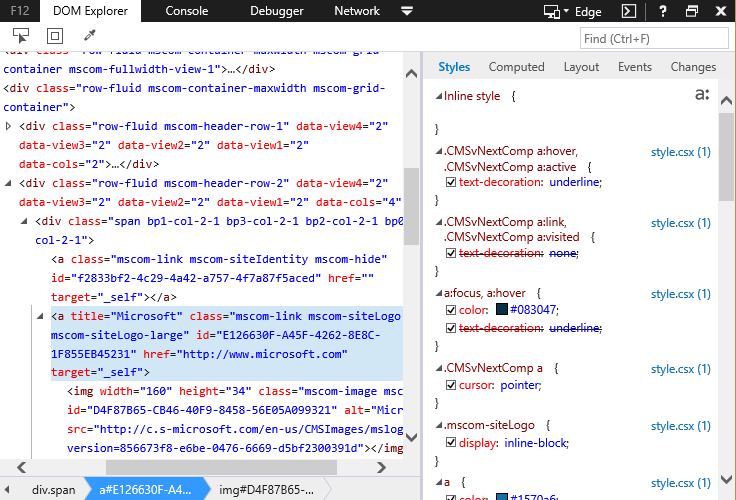 F12 DOM Explorer Console Debugger Network Edge ?
Find (Ctrl+F)
container mscom-fullwidth-view-1">…</div>
<div class="row-fluid mscom-container-maxwidth mscom-grid-
container">
<div class="row-fluid mscom-header-row-1" data-view4="2"
data-view3="2" data-view2="2" data-view1="2"
data-cols="2">…</div>
<div class="row-fluid mscom-header-row-2" data-view4="2"
data-view3="2" data-view2="2" data-view1="2" data-cols="4"
<div class="span bp1-col-2-1 bp3-col-2-1 bp2-col-2-1 bp0
col-2-1">
<a class="mscom-link mscom-siteIdentity mscom-hide"
id="f2833bf2-4c29-4a42-a757-4f7a87f5aced" href=""
target="_self"></a>
<a title="Microsoft" class="mscom-link mscom-siteLogo
mscom-siteLogo-large" id="E126630F-A45F-4262-8E8C-
1F855EB45231" href="http://www.microsoft.com"
target="_self">
<img width="160" height="34" class="mscom-image msc
id="D4F87B65-CB46-40F9-8458-56E05A099321" alt="Mic
src="http://c.s-microsoft.com/en-us/CMSImages/mslog
version=856673f8-e6be-0476-6669-d5bf2300391d"></im
div.span a#E126630F-A4... img#D4F87B65-...
Styles Computed Layout Events Changes
Inline style { a:
}
.CMSvNextComp a:hover, style.csx (1)
.CMSvNextComp a:active {
text-decoration: underline;
}
.CMSvNextComp a:link, style.csx (1)
.CMSvNextComp a:visited {
text-decoration: none;
}
a:focus, a:hover { style.csx (1)
color: #083047;
text-decoration: underline;
}
.CMSvNextComp a { style.csx (1)
cursor: pointer;
}
.mscom-siteLogo { style.csx (1)
display: inline-block;
}
a { style.csx (1)
color: #1570a6;